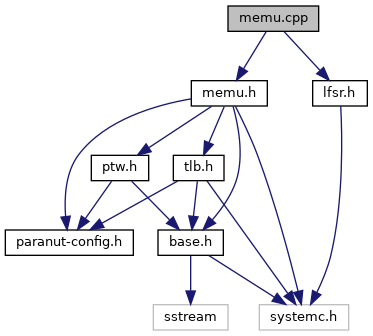 memu.cpp
memu.h
lfsr.h
ptw.h
tlb.h
paranut-config.h
base.h
sstream
systemc.h